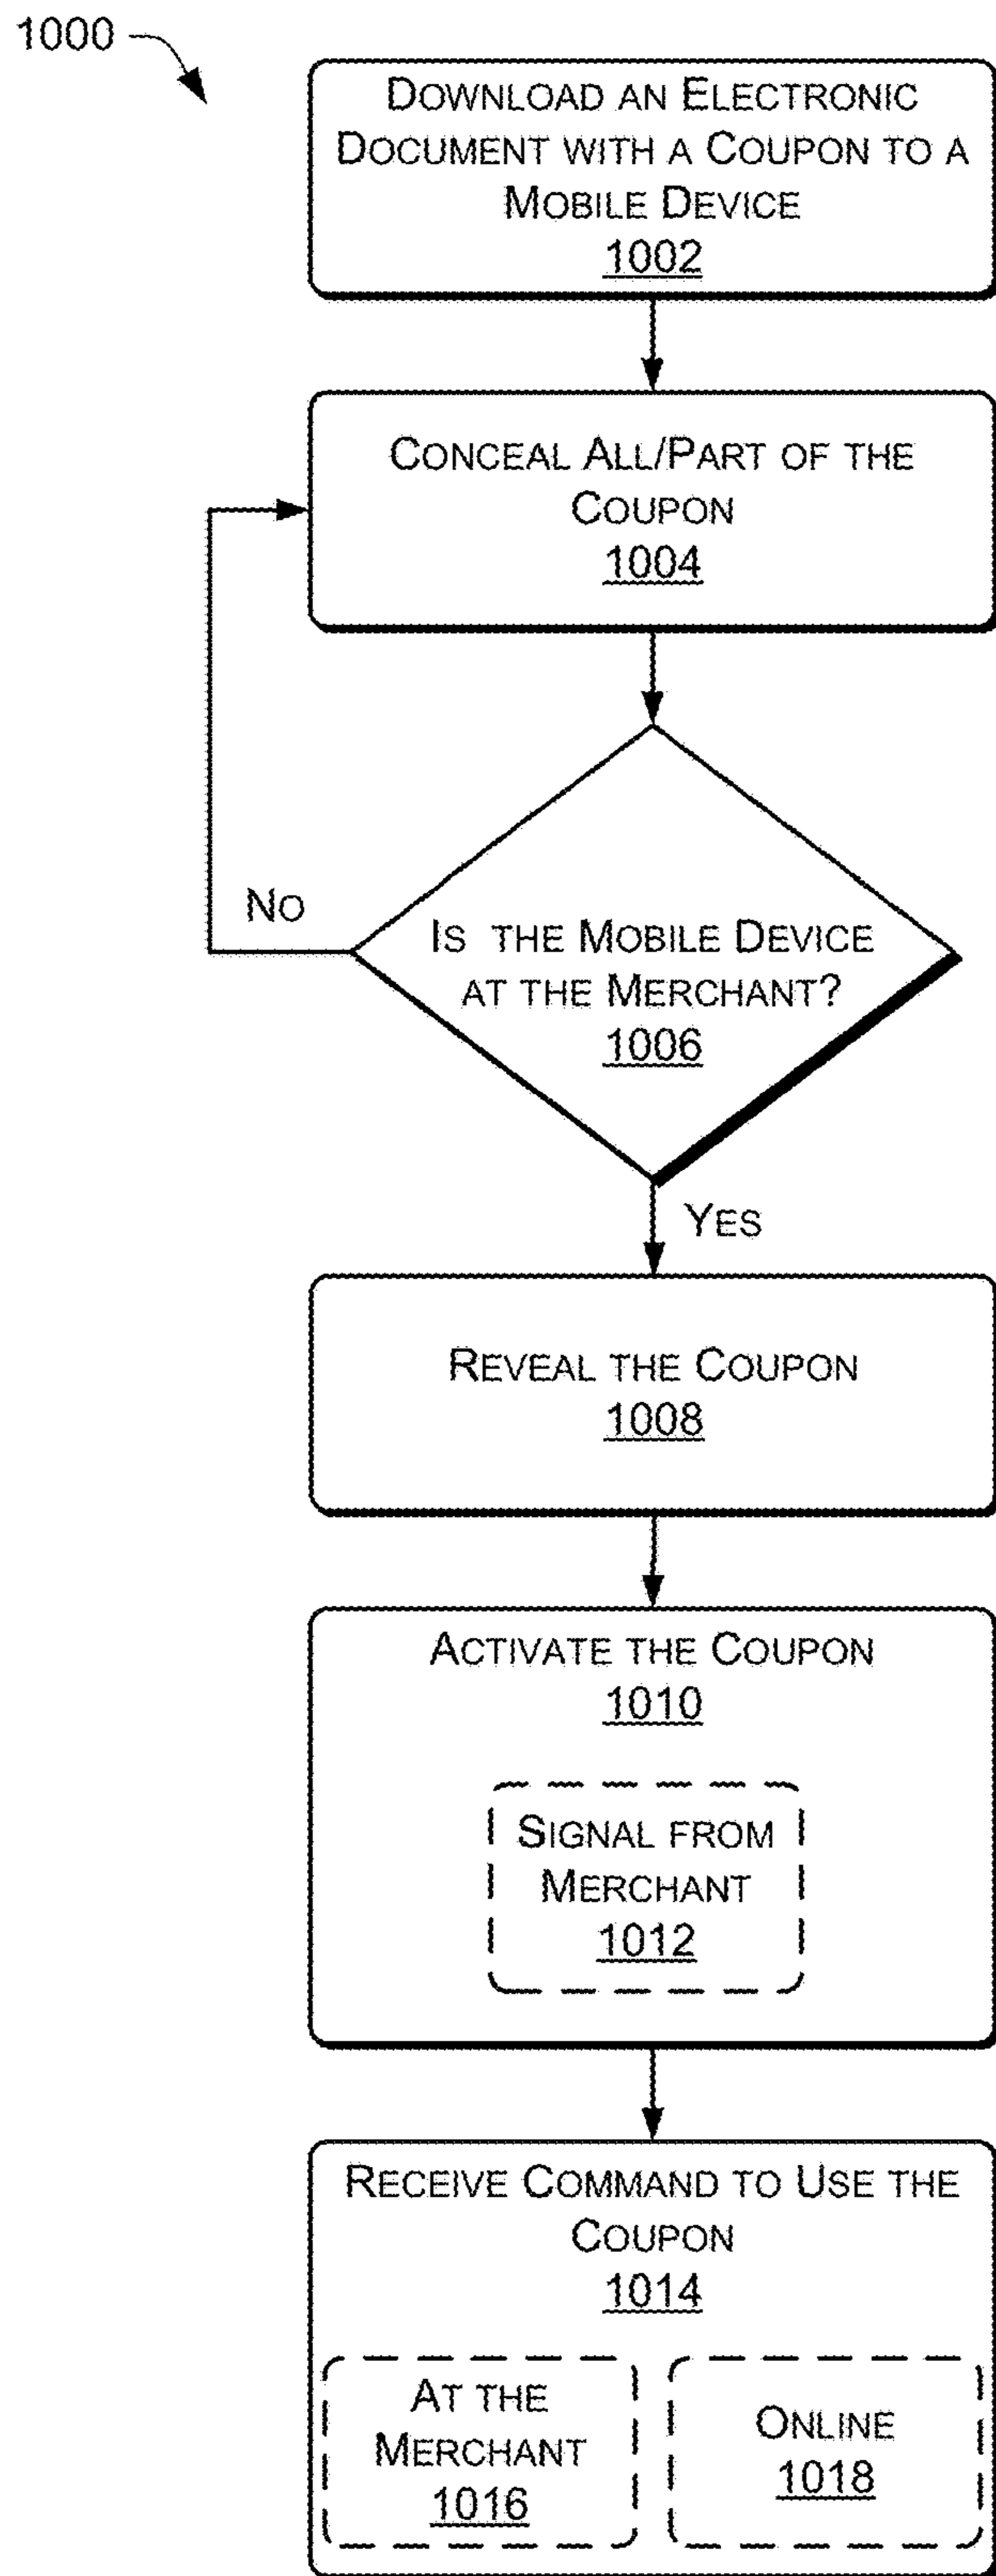 1000
DOWNLOAD AN ELECTRONIC
DOCUMENT WITH A COUPON TO A
MOBILE DEVICE
1002
CONCEAL ALL/PART OF THE
COUPON
1004
NO
IS THE MOBILE DEVICE
AT THE MERCHANT?
1006
YES
REVEAL THE COUPON
1008
ACTIVATE THE COUPON
1010
SIGNAL FROM
MERCHANT
1012
RECEIVE COMMAND TO USE THE
COUPON
1014
AT THE
MERCHANT
1016
ONLINE
1018